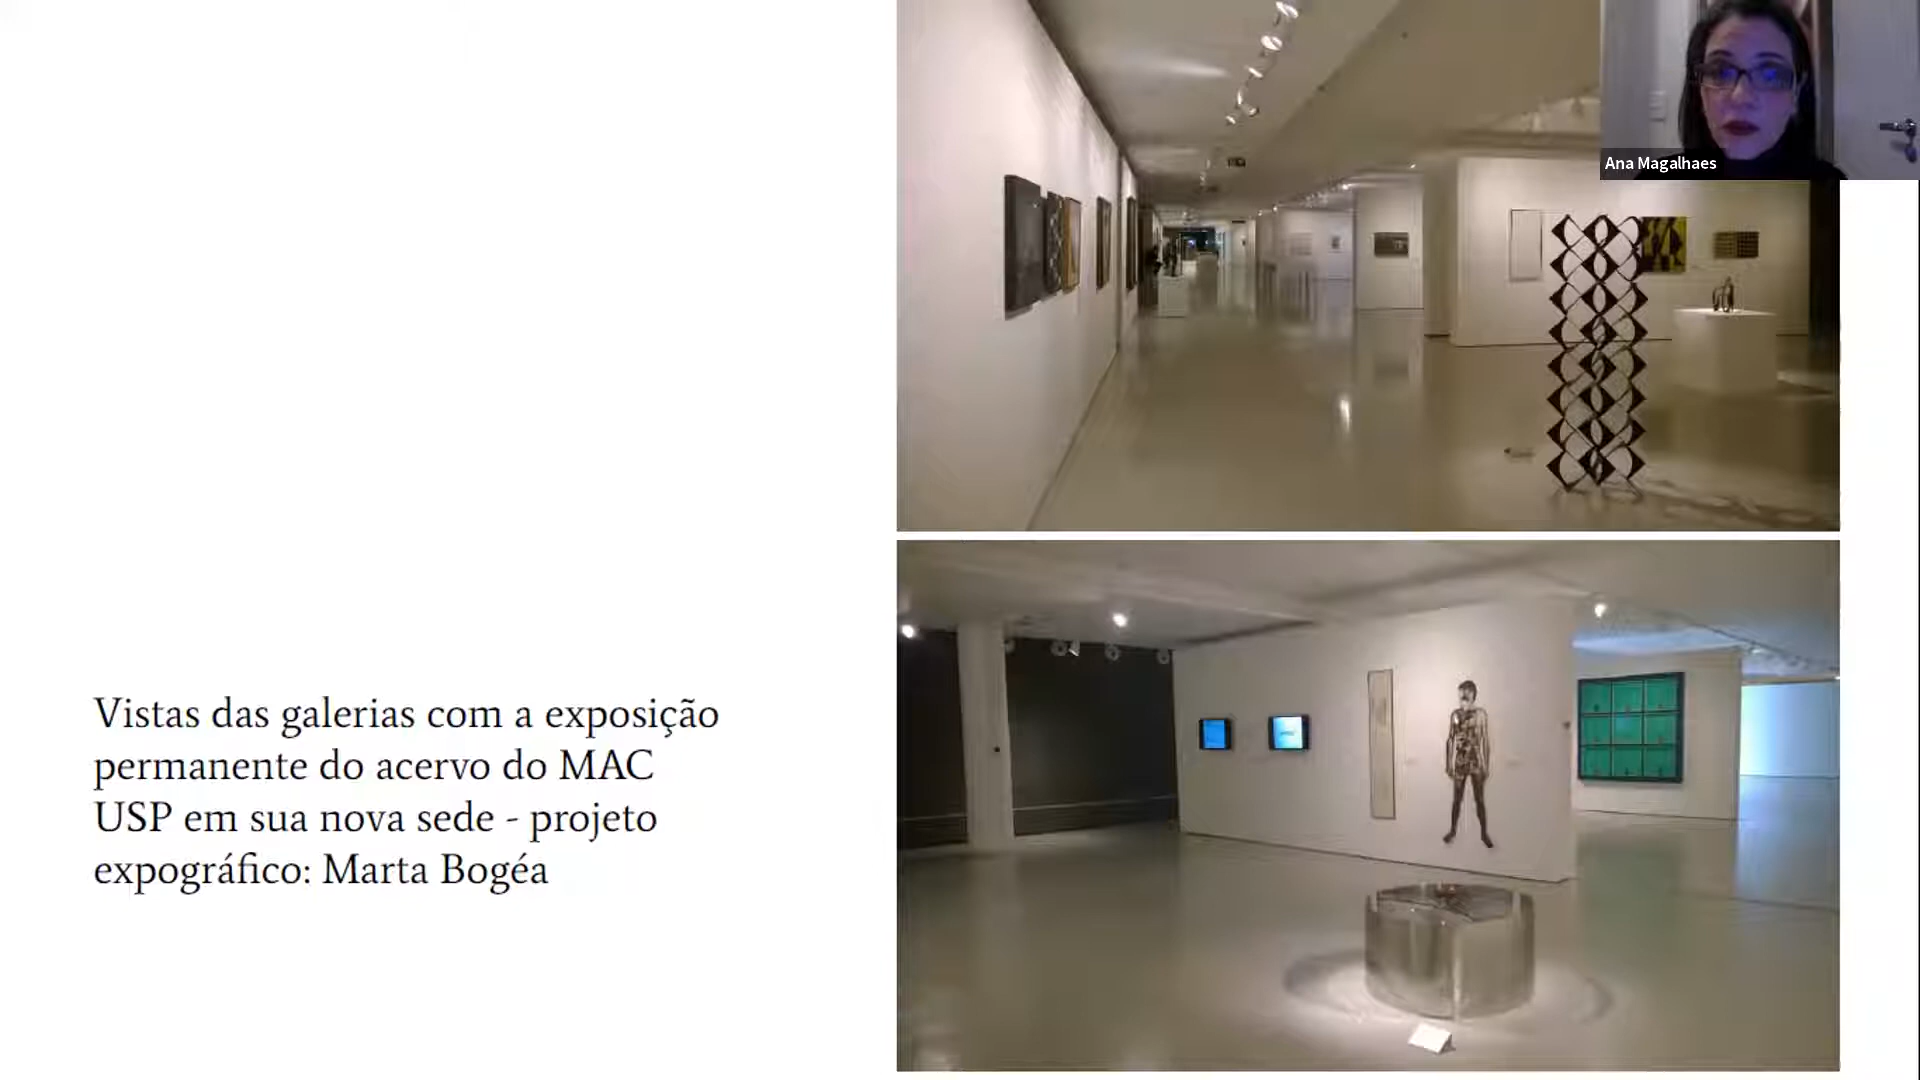 Ana Magalhaes
Vistas das galerias com a exposição
permanente do acervo do MAC
USP em sua nova sede - projeto
expográfico: Marta Bogéa